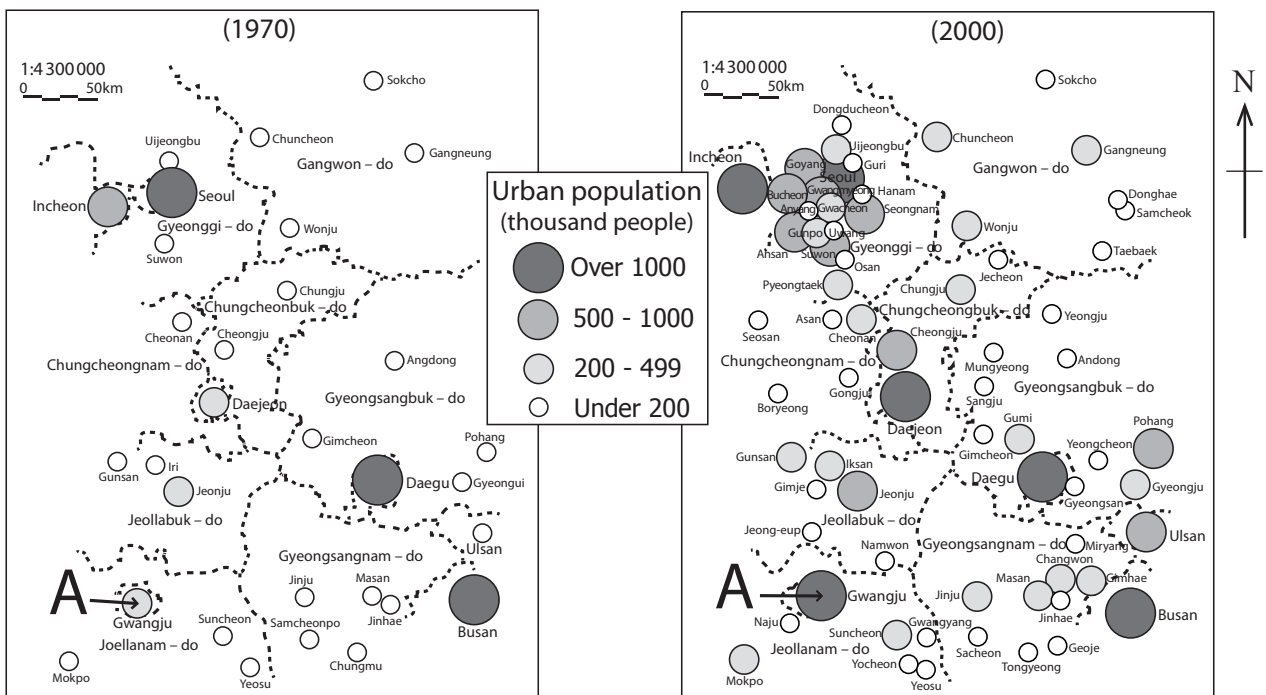 (1970)
1:4 300 000
0 50km
Sokcho
Chuncheon
Uijeongbu
Gangneung
Gangwon – do
Incheon
Seoul
Gyeonggi – do
Suwon
Wonju
Chungju
Chungcheonbuk – do
Cheonan
Cheongju
Chungcheongnam – do
Angdong
Daejeon
Gyeongsangbuk – do
Gimcheon
Pohang
Gunsan
Iri
Jeonju
Daegu
Gyeongui
Jeollabuk – do
Ulsan
Gyeongsangnam – do
Jinju
Masan
A
Gwangju
Jinhae
Busan
Suncheon
Samcheonpo
Joellanam – do
Chungmu
Mokpo
Yeosu
Urban population
(thousand people)
Over 1000
500 - 1000
200 - 499
Under 200
(2000)
1:4 300 000
0 50km
N
Sokcho
Dongducheon
Chuncheon
Uijeongbu
Gangneung
Incheon
Goyang
Guri
Gangwon – do
Seoul
Bucheon
Gwangmyeong
Hanam
Donghae
Anyang
Gwacheon
Seongnam
Samcheok
Gunpo
Uwang
Wonju
Ahsan
Suwon
Gyeonggi – do
Taebaek
Osan
Jecheon
Pyeongtaek
Chungju
Chungcheongbuk – do
Seosan
Asan
Cheonan
Cheongju
Yeongju
Chungcheongnam – do
Mungyeong
Andong
Gongju
Gyeongsangbuk – do
Boryeong
Sangju
Daejeon
Gumi
Pohang
Gimcheon
Yeongcheon
Gunsan
Iksan
Daegu
Gimje
Jeonju
Gyeongsan
Gyeongju
Jeollabuk – do
Jeong-eup
Ulsan
Namwon
Gyeongsangnam – do
Miryang
Changwon
A
Gwangju
Masan
Gimhae
Jinju
Jinhae
Busan
Naju
Suncheon
Gwangyang
Jeollanam – do
Sacheon
Geoje
Tongyeong
Mokpo
Yocheon
Yeosu